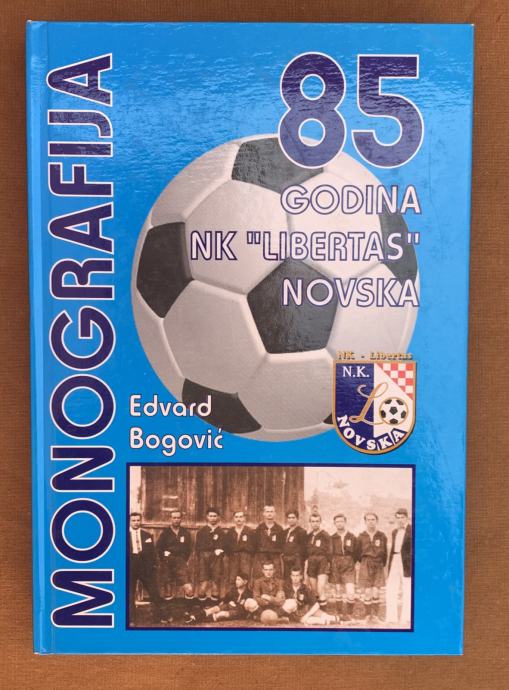 MONOGRAFIJA
85
GODINA
NK "LIBERTAS"
NOVSKA
NK - Libertas
N.K.
L
NOVSKA
Edvard
Bogović